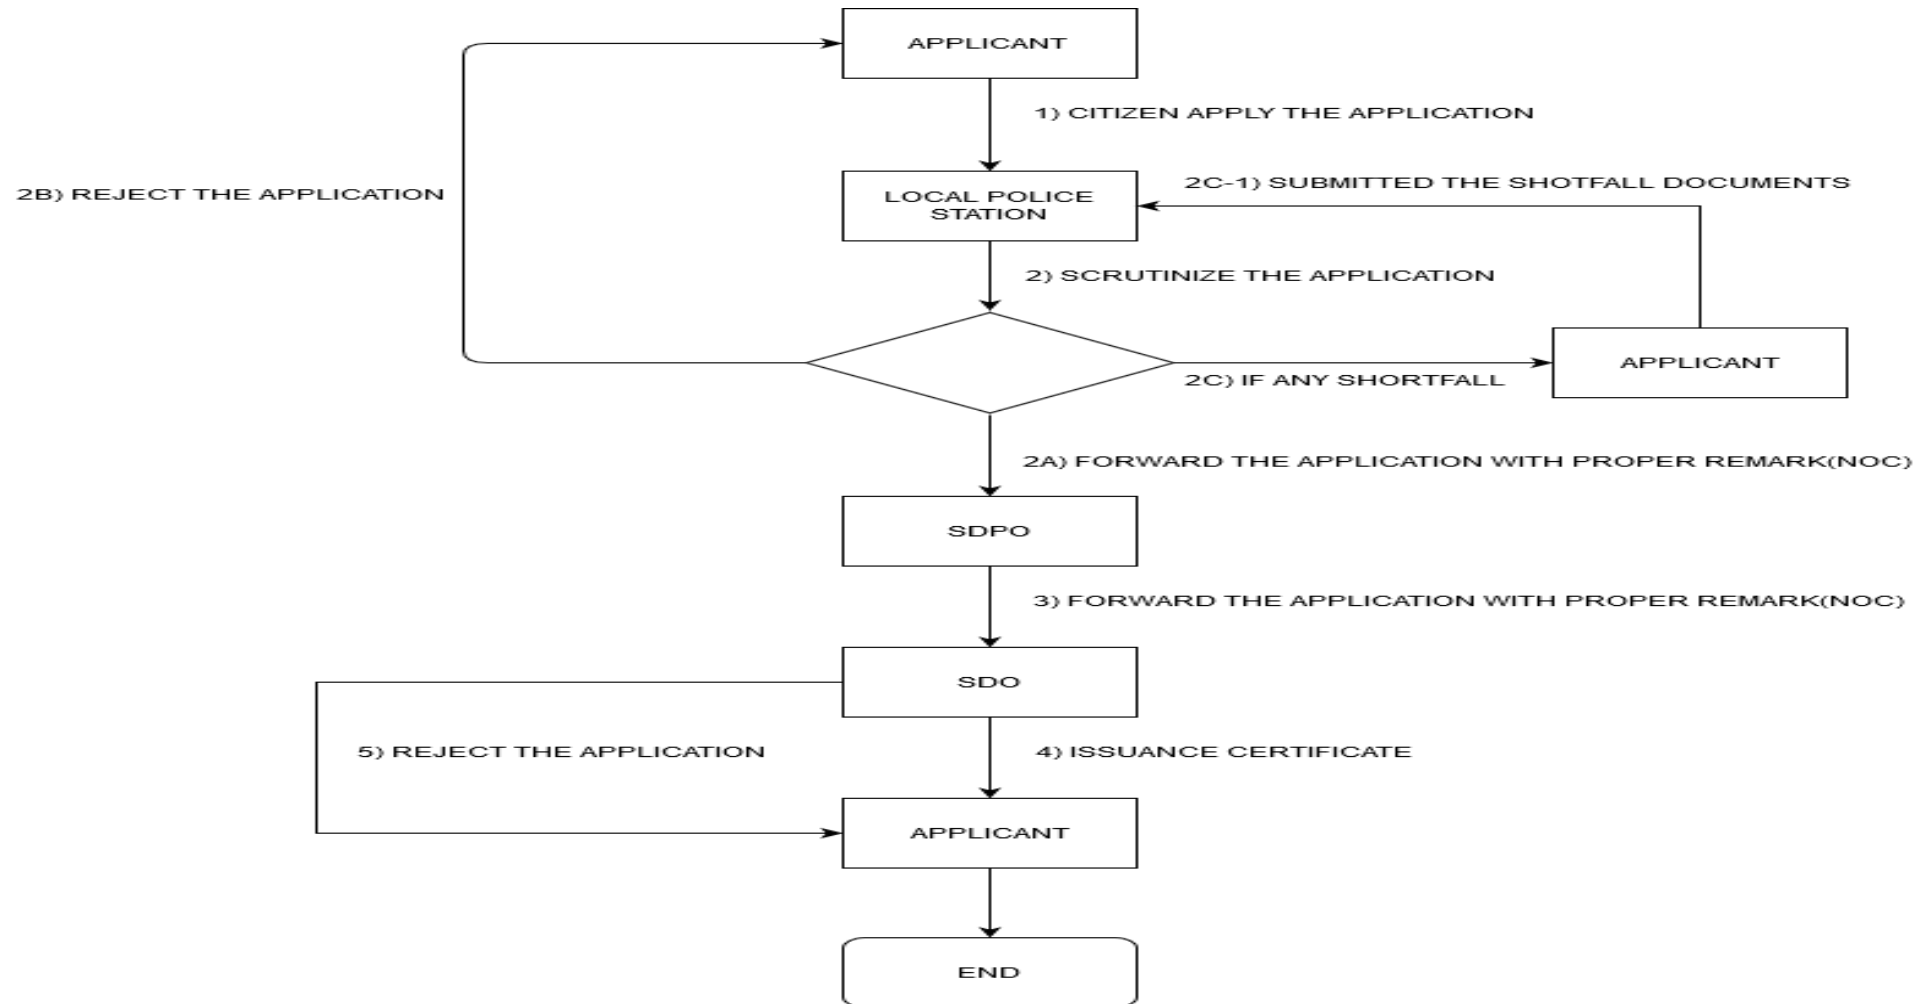 APPLICANT
1) CITIZEN APPLY THE APPLICATION
2B) REJECT THE APPLICATION
LOCAL POLICE
STATION
2C-1) SUBMITTED THE SHOTFALL DOCUMENTS
2) SCRUTINIZE THE APPLICATION
APPLICANT
2C) IF ANY SHORTFALL
2A) FORWARD THE APPLICATION WITH PROPER REMARK(NOC)
SDPO
3) FORWARD THE APPLICATION WITH PROPER REMARK(NOC)
SDO
5) REJECT THE APPLICATION
4) ISSUANCE CERTIFICATE
APPLICANT
END